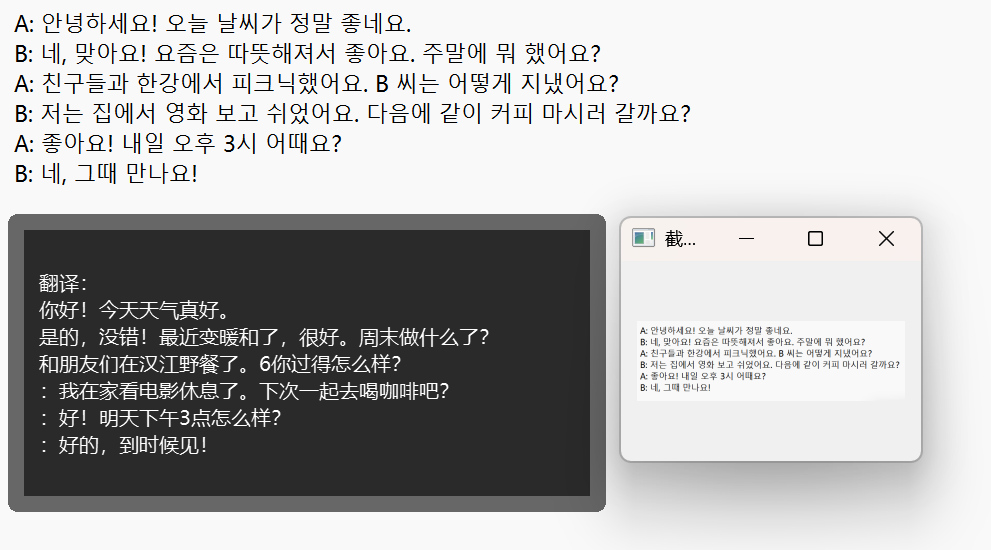 A: 안녕하세요! 오늘 날씨가 정말 좋네요.
B: 네, 맞아요! 요즘은 따뜻해져서 좋아요. 주말에 뭐 했어요?
A: 친구들과 한강에서 피크닉했어요. B 씨는 어떻게 지냈어요?
B: 저는 집에서 영화 보고 쉬었어요. 다음에 같이 커피 마시러 갈까요?
A: 좋아요! 내일 오후 3시 어때요?
B: 네, 그때 만나요!
翻译：
你好！今天天气真好。
是的，没错！最近变暖和了，很好。周末做什么了？
和朋友们在汉江野餐了。6你过得怎么样？
：我在家看电影休息了。下次一起去喝咖啡吧？
：好！明天下午3点怎么样？
：好的，到时候见！
截...
A: 안녕하세요! 오늘 날씨가 정말 좋네요.
B: 네, 맞아요! 요즘은 따뜻해져서 좋아요. 주말에 뭐 했어요?
A: 친구들과 한강에서 피크닉했어요. B 씨는 어떻게 지냈어요?
B: 저는 집에서 영화 보고 쉬었어요. 다음에 같이 커피 마시러 갈까요?
A: 좋아요! 내일 오후 3시 어때요?
B: 네, 그때 만나요!